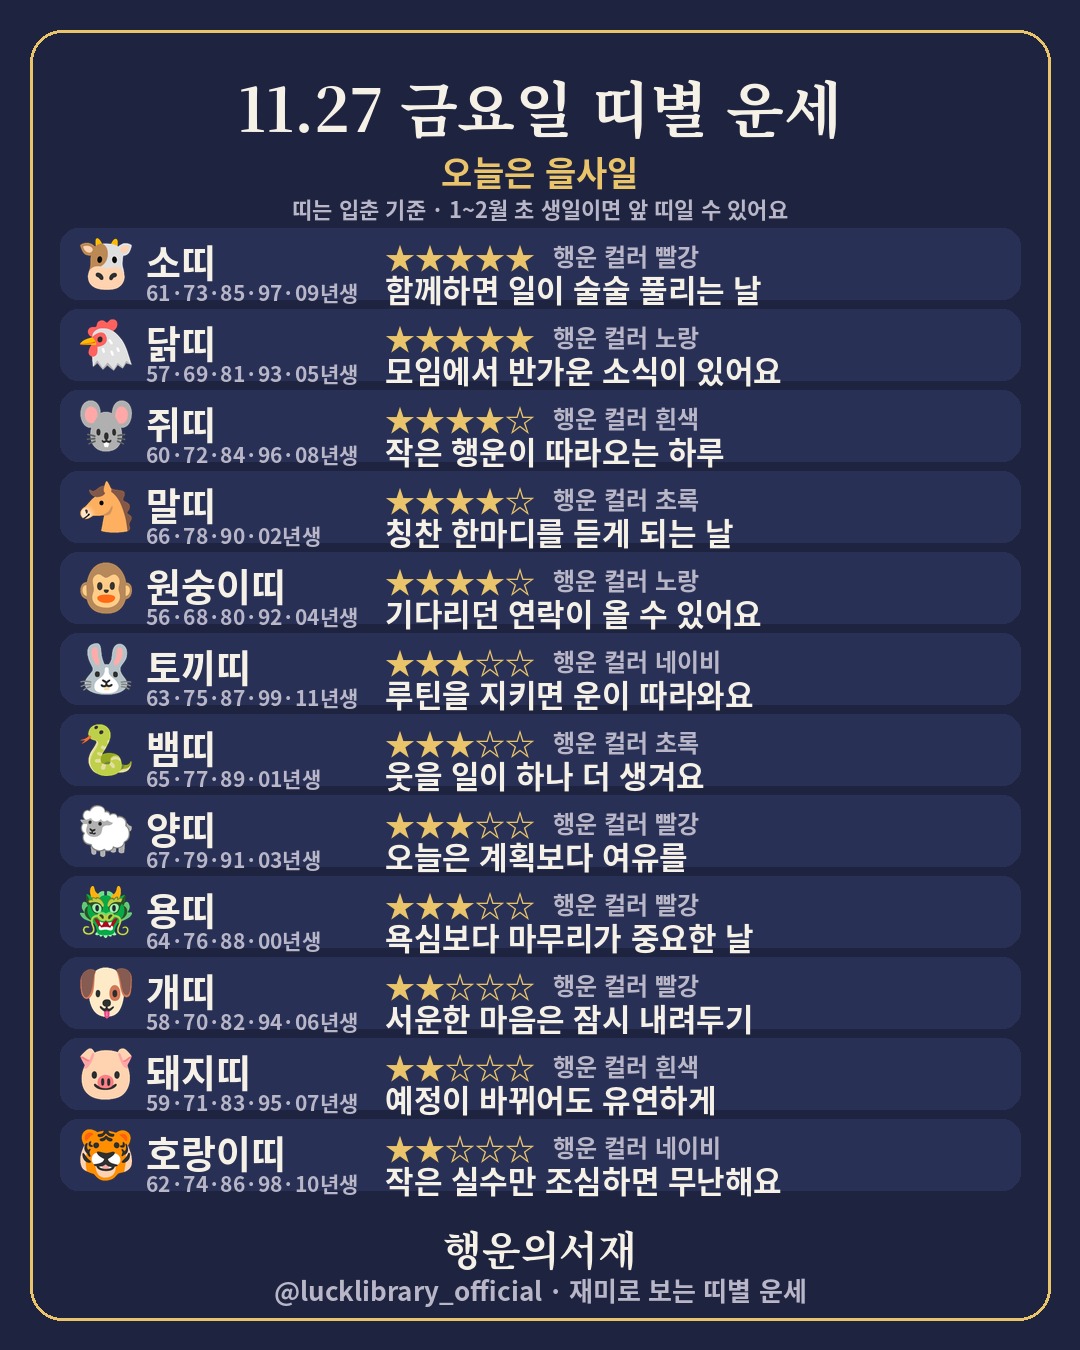 11.27 금요일 띠별 운세
오늘은 을사일
띠는 입춘 기준 · 1~2월 초 생일이면 앞 띠일 수 있어요
소띠 ★★★★★ 행운 컬러 빨강
61·73·85·97·09년생 함께하면 일이 술술 풀리는 날
닭띠 ★★★★★ 행운 컬러 노랑
57·69·81·93·05년생 모임에서 반가운 소식이 있어요
쥐띠 ★★★★☆ 행운 컬러 흰색
60·72·84·96·08년생 작은 행운이 따라오는 하루
말띠 ★★★★☆ 행운 컬러 초록
66·78·90·02년생 칭찬 한마디를 듣게 되는 날
원숭이띠 ★★★★☆ 행운 컬러 노랑
56·68·80·92·04년생 기다리던 연락이 올 수 있어요
토끼띠 ★★★☆☆ 행운 컬러 네이비
63·75·87·99·11년생 루틴을 지키면 운이 따라와요
뱀띠 ★★★☆☆ 행운 컬러 초록
65·77·89·01년생 웃을 일이 하나 더 생겨요
양띠 ★★★☆☆ 행운 컬러 빨강
67·79·91·03년생 오늘은 계획보다 여유를
용띠 ★★★☆☆ 행운 컬러 빨강
64·76·88·00년생 욕심보다 마무리가 중요한 날
개띠 ★★☆☆☆ 행운 컬러 빨강
58·70·82·94·06년생 서운한 마음은 잠시 내려두기
돼지띠 ★★☆☆☆ 행운 컬러 흰색
59·71·83·95·07년생 예정이 바뀌어도 유연하게
호랑이띠 ★★☆☆☆ 행운 컬러 네이비
62·74·86·98·10년생 작은 실수만 조심하면 무난해요
행운의서재
@lucklibrary_official · 재미로 보는 띠별 운세